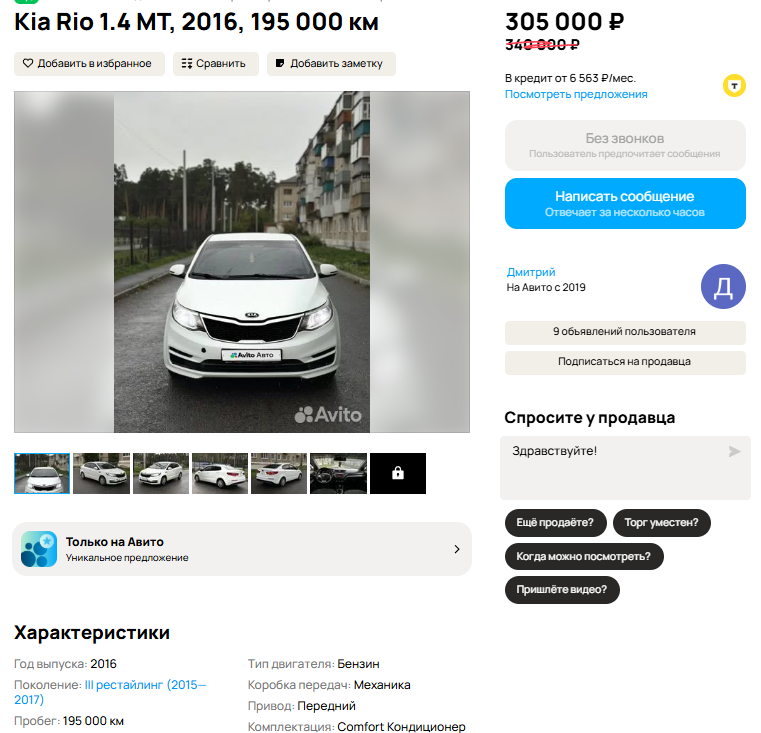 Kia Rio 1.4 MT, 2016, 195 000 км
Добавить в избранное
Сравнить
Добавить заметку
KIA
Avito Авто
Avito
Только на Авито
Уникальное предложение
Характеристики
Год выпуска: 2016
Поколение: III рестайлинг (2015—
2017)
Пробег: 195 000 км
Тип двигателя: Бензин
Коробка передач: Механика
Привод: Передний
Комплектация: Comfort Кондиционер
305 000 ₽
В кредит от 6 563 ₽/мес.
Посмотреть предложения
Т
Без звонков
Пользователь предпочитает сообщения
Написать сообщение
Отвечает за несколько часов
Дмитрий
На Авито с 2019
Д
9 объявлений пользователя
Подписаться на продавца
Спросите у продавца
Здравствуйте!
Ещё продаёте?
Торг уместен?
Когда можно посмотреть?
Пришлёте видео?